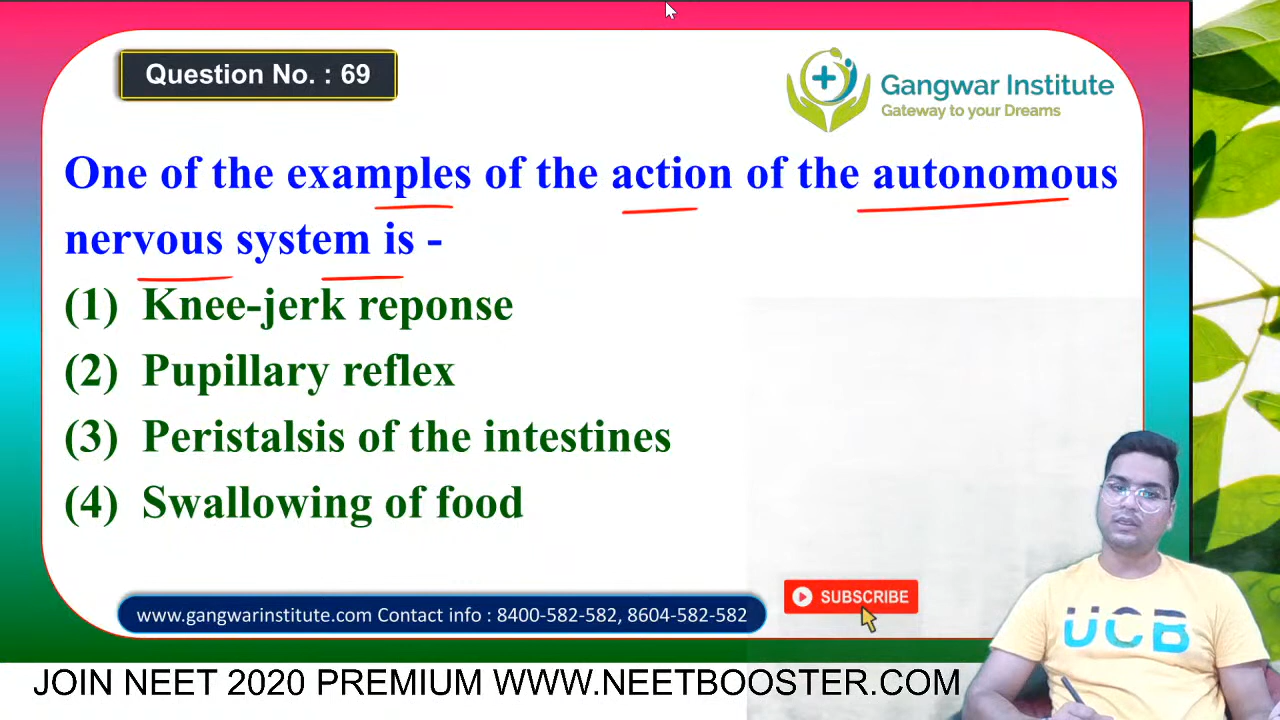 Question No. : 69
Gangwar Institute
Gateway to your Dreams
One of the examples of the action of the autonomous
nervous system is -
(1) Knee-jerk reponse
(2) Pupillary reflex
(3) Peristalsis of the intestines
(4) Swallowing of food
SUBSCRIBE
www.gangwarinstitute.com Contact info : 8400-582-582, 8604-582-582
UCB
JOIN NEET 2020 PREMIUM WWW.NEETBOOSTER.COM